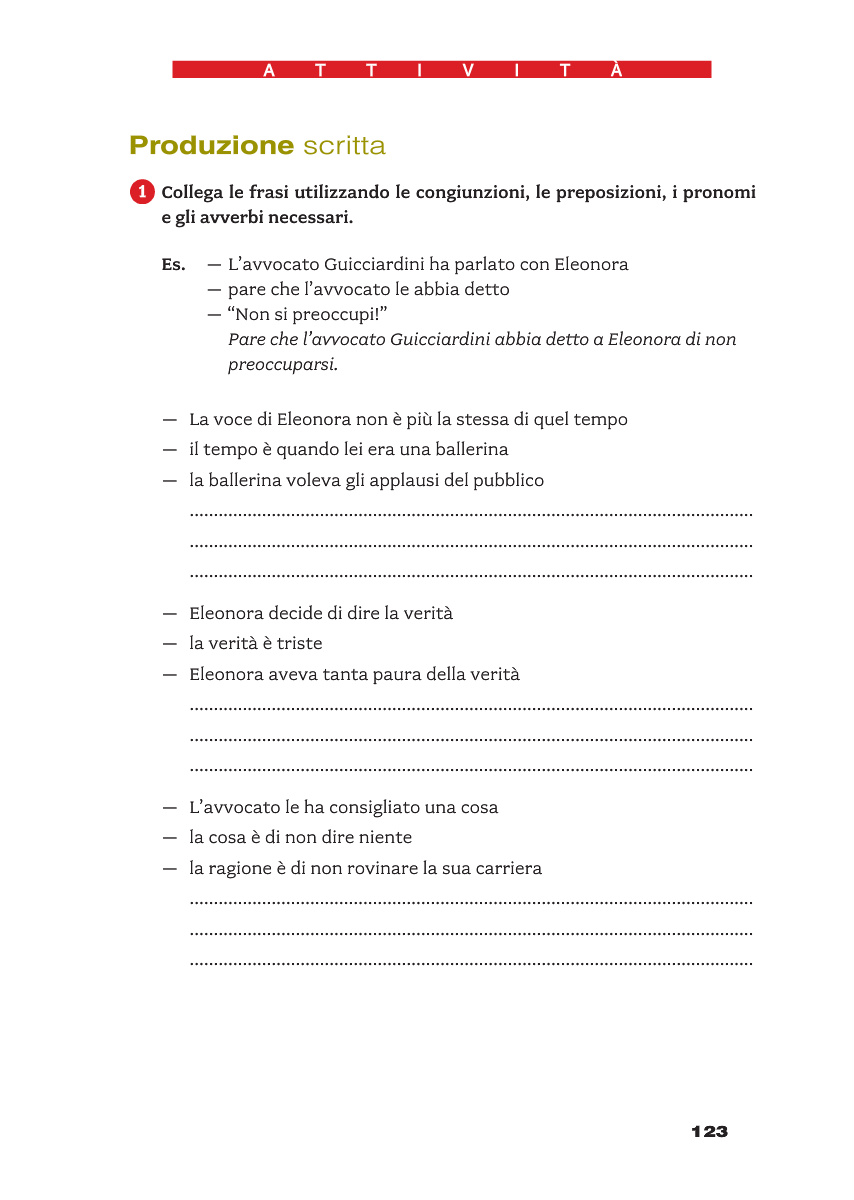 ATTIVITÀ
Produzione scritta
1 Collega le frasi utilizzando le congiunzioni, le preposizioni, i pronomi
e gli avverbi necessari.
Es. — L’avvocato Guicciardini ha parlato con Eleonora
— pare che l’avvocato le abbia detto
— “Non si preoccupi!”
Pare che l’avvocato Guicciardini abbia detto a Eleonora di non
preoccuparsi.
— La voce di Eleonora non è più la stessa di quel tempo
— il tempo è quando lei era una ballerina
— la ballerina voleva gli applausi del pubblico
— Eleonora decide di dire la verità
— la verità è triste
— Eleonora aveva tanta paura della verità
— L’avvocato le ha consigliato una cosa
— la cosa è di non dire niente
— la ragione è di non rovinare la sua carriera
123